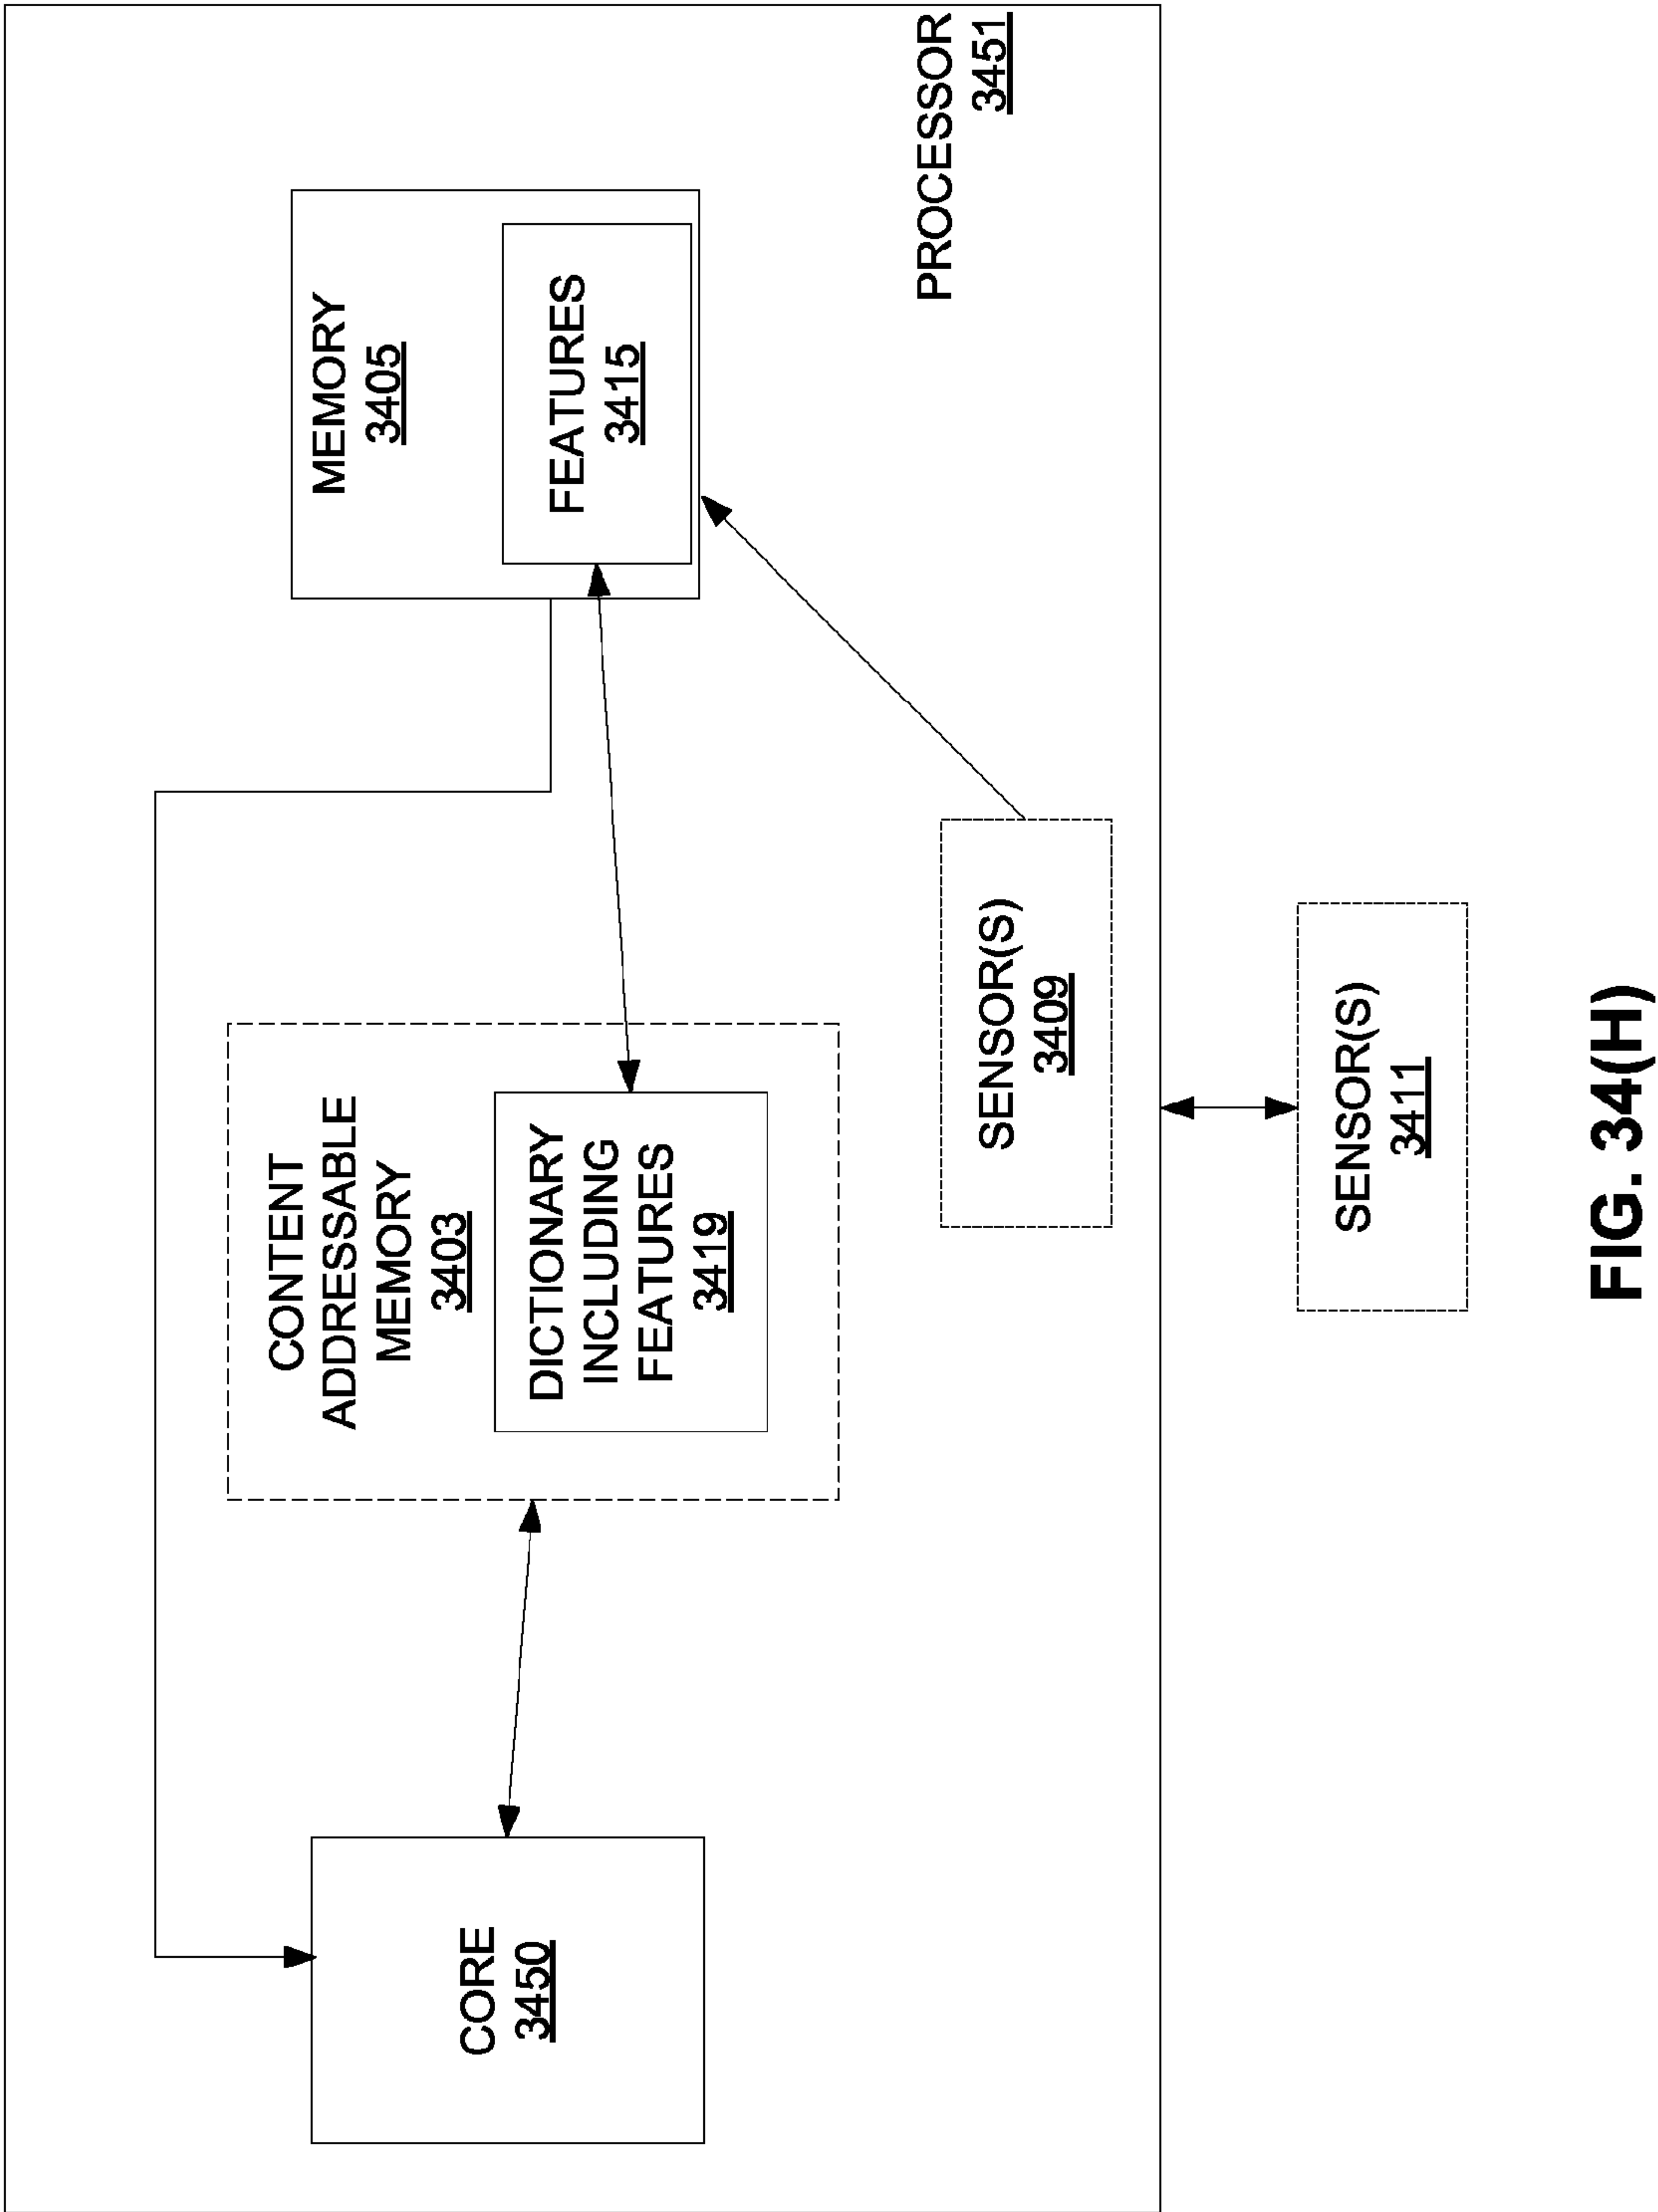 CORE
3450
CONTENT
ADDRESSABLE
MEMORY
3403
DICTIONARY
INCLUDING
FEATURES
3419
MEMORY
3405
FEATURES
3415
SENSOR(S)
3409
PROCESSOR
3451
SENSOR(S)
3411
FIG. 34(H)